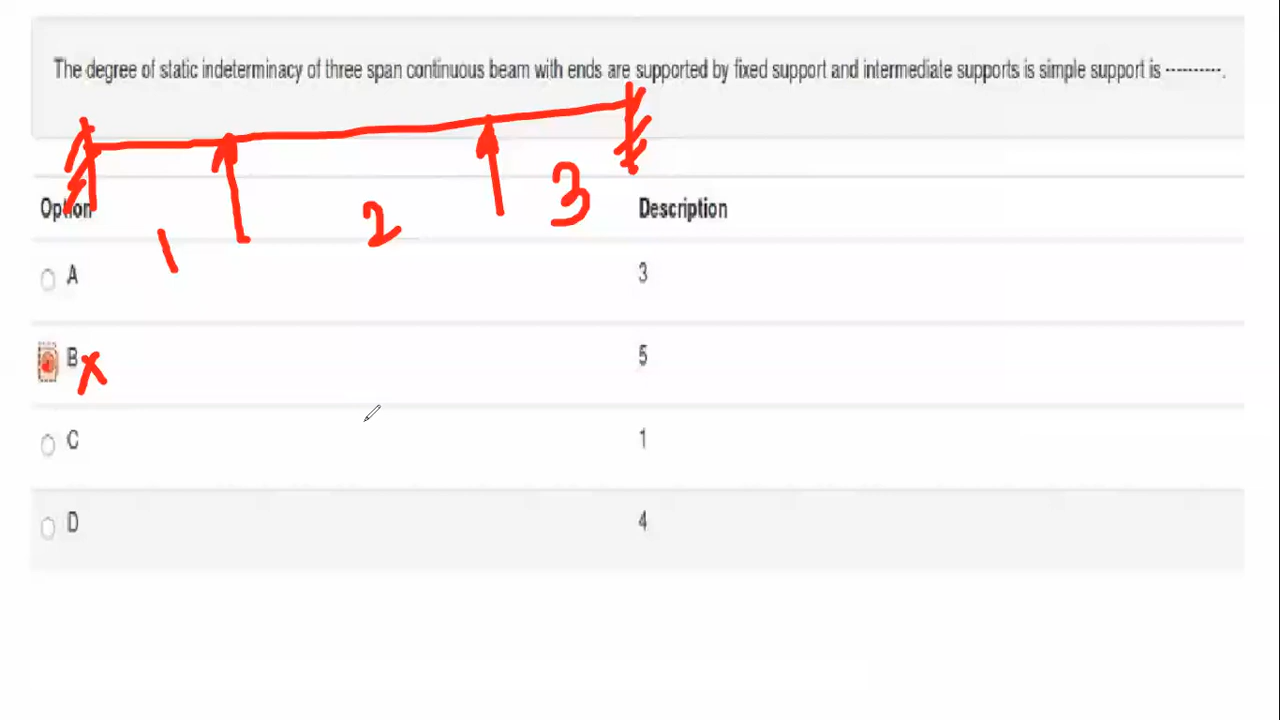 The degree of static indeterminacy of three span continuous beam with ends are supported by fixed support and intermediate supports is simple support is ----------.
Option Description
1 2 3
A 3
B x 5
C 1
D 4